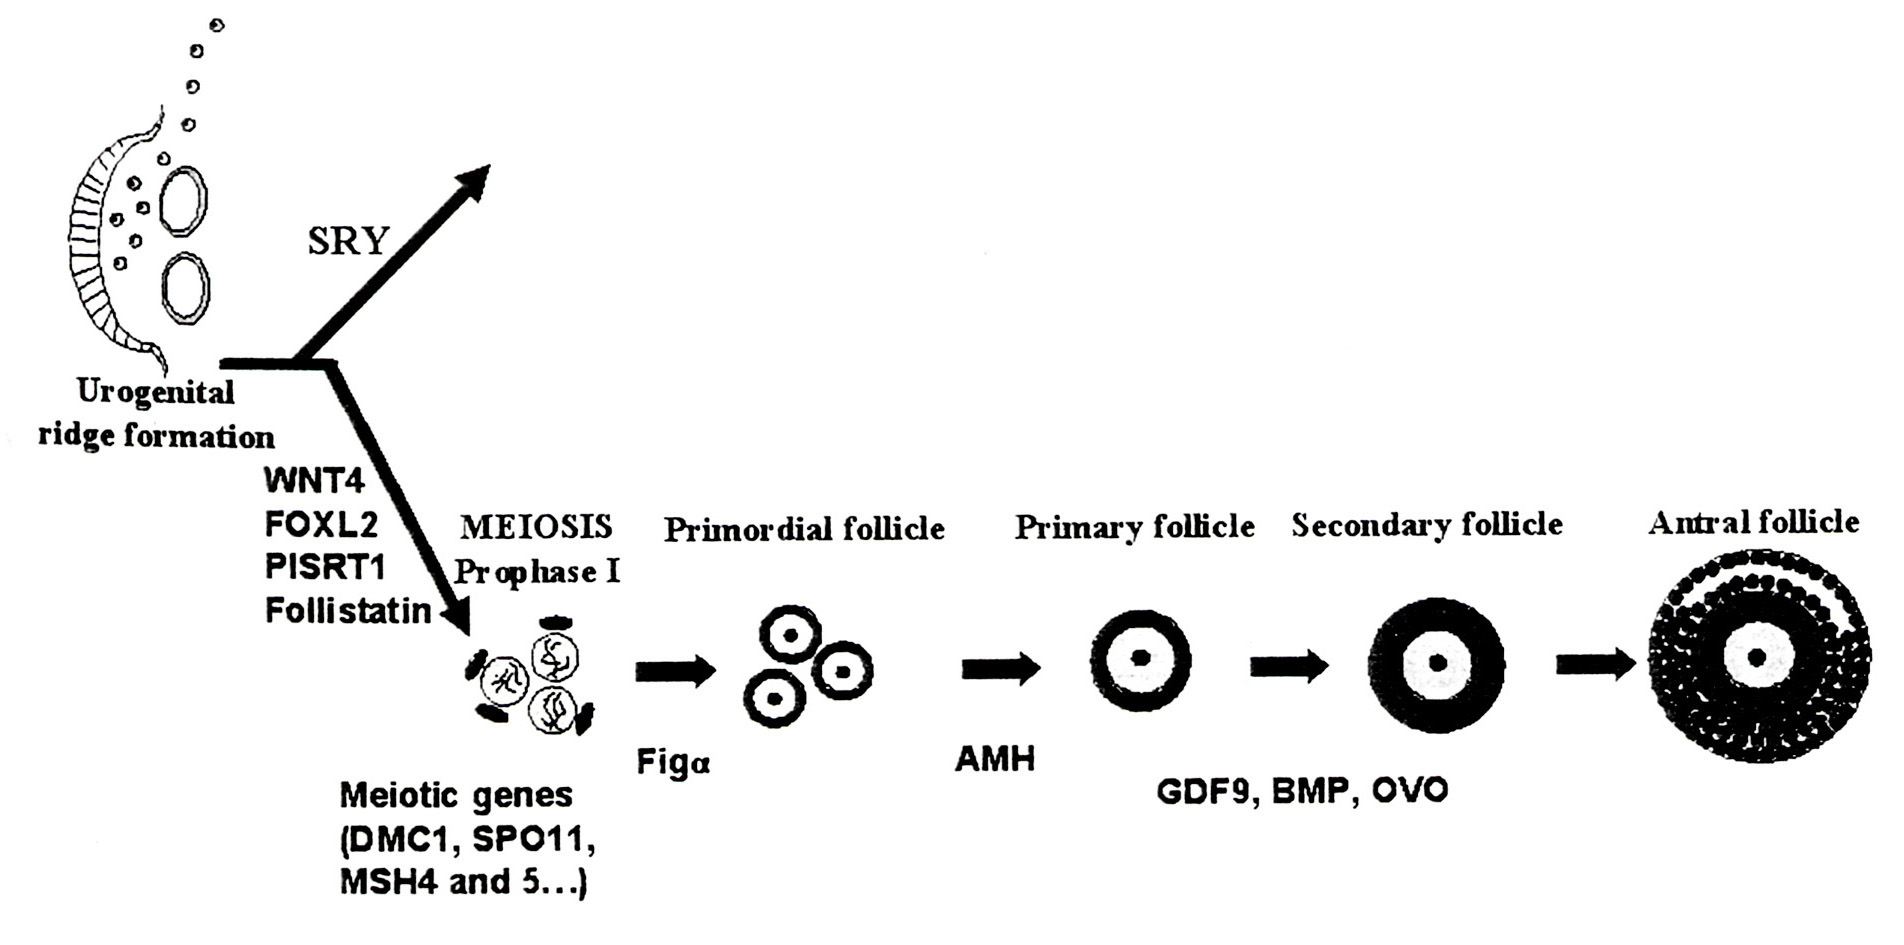 SRY
Urogenital
ridge formation
WNT4
FOXL2
PISRT1
Follistatin
MEIOSIS
Prophase I
Primordial follicle
Primary follicle
Secondary follicle
Antral follicle
Figα
AMH
GDF9, BMP, OVO
Meiotic genes
(DMC1, SPO11,
MSH4 and 5...)